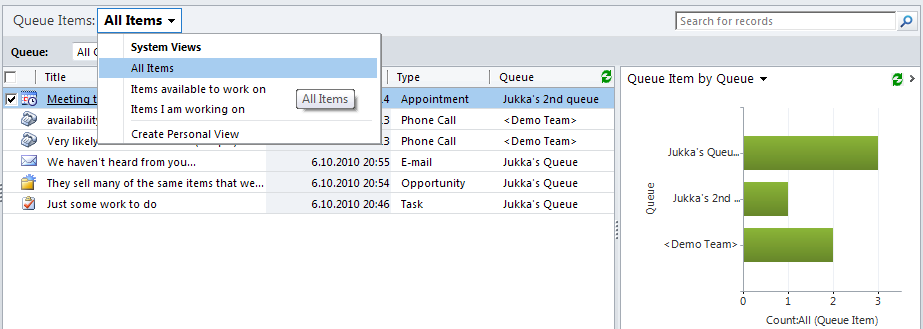 Queue Items: All Items
Search for records
Queue: All
System Views
All Items
Items available to work on
Items I am working on
Create Personal View
All Items
Title Type Queue
Meeting 14 Appointment Jukka's 2nd queue
availability 13 Phone Call <Demo Team>
Very likely 13 Phone Call <Demo Team>
We haven't heard from you... 6.10.2010 20:55 E-mail Jukka's Queue
They sell many of the same items that we... 6.10.2010 20:54 Opportunity Jukka's Queue
Just some work to do 6.10.2010 20:46 Task Jukka's Queue
Queue Item by Queue
Queue
Jukka's Queu...
Jukka's 2nd ...
<Demo Team>
0 1 2 3
Count:All (Queue Item)